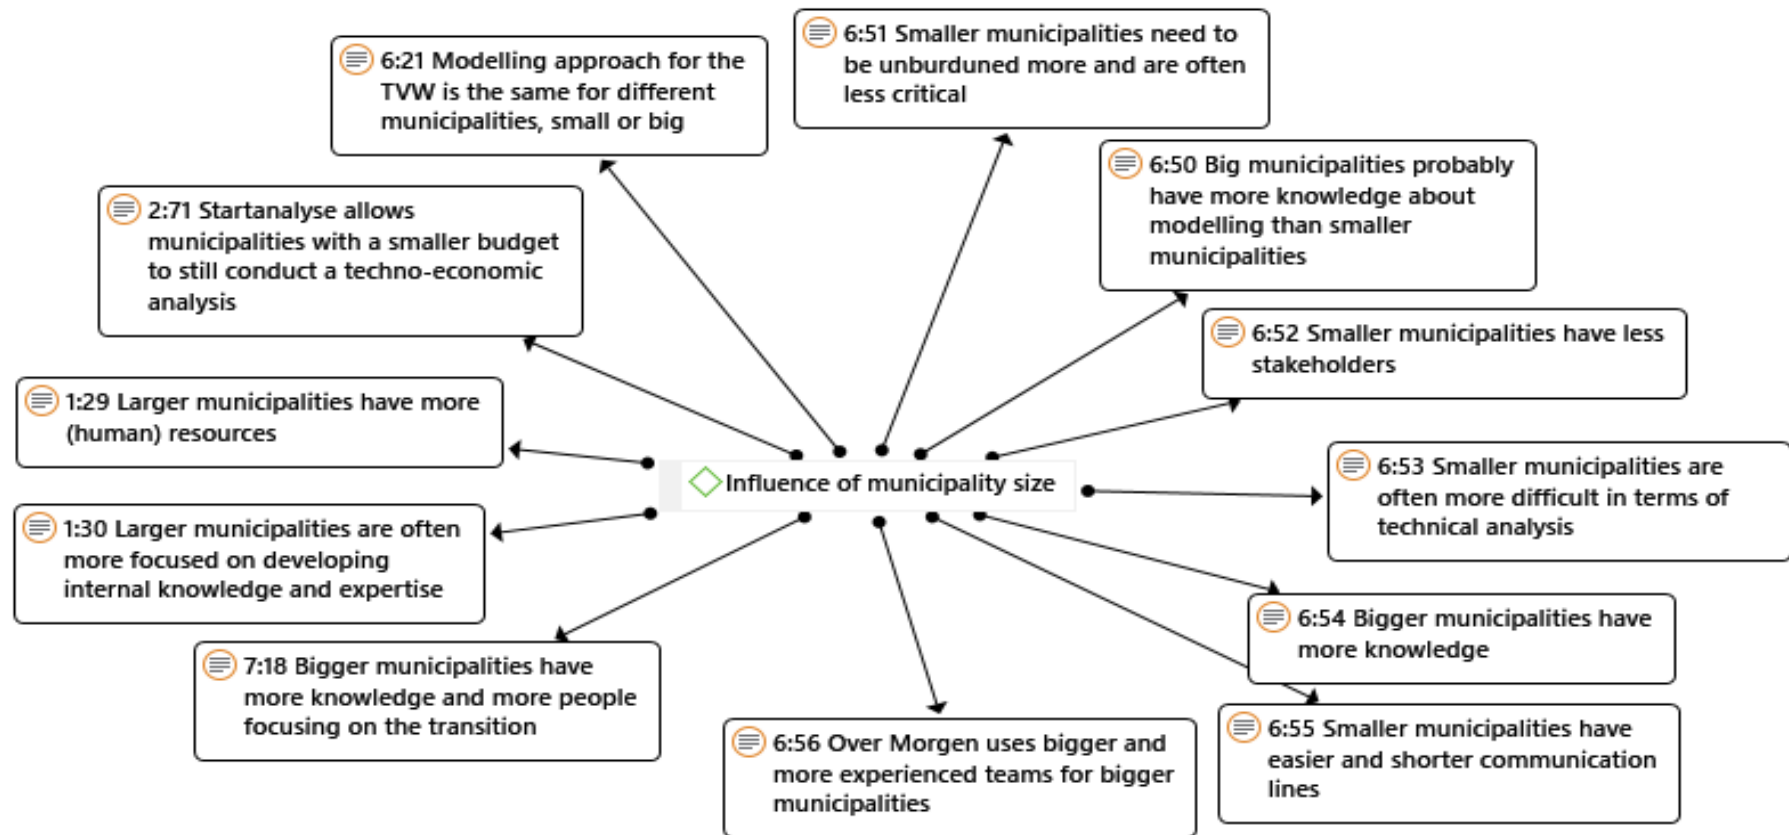 6:51 Smaller municipalities need to
be unburduned more and are often
less critical
6:21 Modelling approach for the
TVW is the same for different
municipalities, small or big
6:50 Big municipalities probably
have more knowledge about
modelling than smaller
municipalities
2:71 Startanalyse allows
municipalities with a smaller budget
to still conduct a techno-economic
analysis
6:52 Smaller municipalities have less
stakeholders
1:29 Larger municipalities have more
(human) resources
6:53 Smaller municipalities are
often more difficult in terms of
technical analysis
Influence of municipality size
1:30 Larger municipalities are often
more focused on developing
internal knowledge and expertise
6:54 Bigger municipalities have
more knowledge
7:18 Bigger municipalities have
more knowledge and more people
focusing on the transition
6:55 Smaller municipalities have
easier and shorter communication
lines
6:56 Over Morgen uses bigger and
more experienced teams for bigger
municipalities